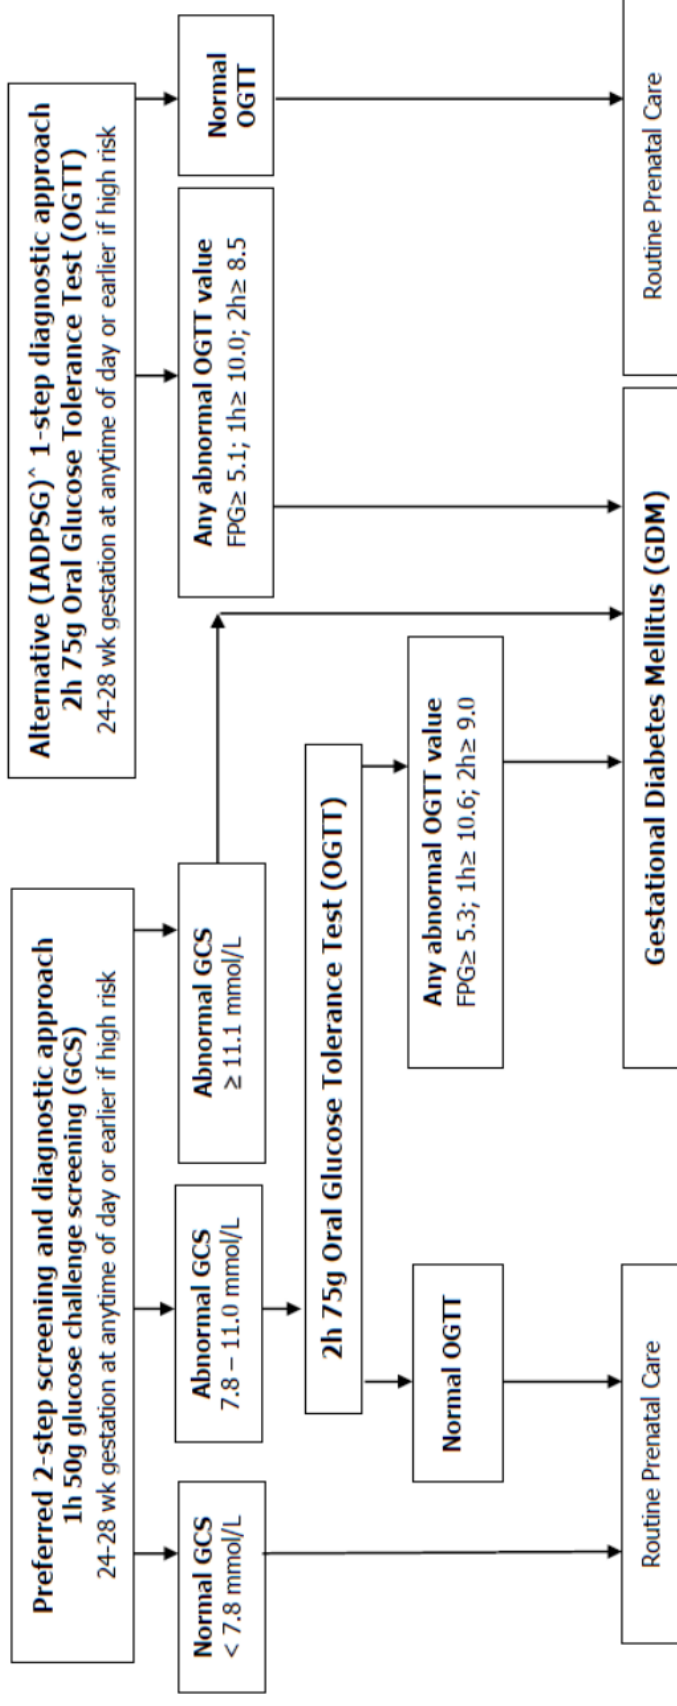 Preferred 2-step screening and diagnostic approach
1h 50g glucose challenge screening (GCS)
24-28 wk gestation at anytime of day or earlier if high risk
Alternative (IADPSG)^ 1-step diagnostic approach
2h 75g Oral Glucose Tolerance Test (OGTT)
24-28 wk gestation at anytime of day or earlier if high risk
Normal GCS
< 7.8 mmol/L
Abnormal GCS
7.8 – 11.0 mmol/L
Abnormal GCS
≥ 11.1 mmol/L
Any abnormal OGTT value
FPG≥ 5.1; 1h≥ 10.0; 2h≥ 8.5
Normal
OGTT
2h 75g Oral Glucose Tolerance Test (OGTT)
Normal OGTT
Any abnormal OGTT value
FPG≥ 5.3; 1h≥ 10.6; 2h≥ 9.0
Routine Prenatal Care
Gestational Diabetes Mellitus (GDM)
Routine Prenatal Care